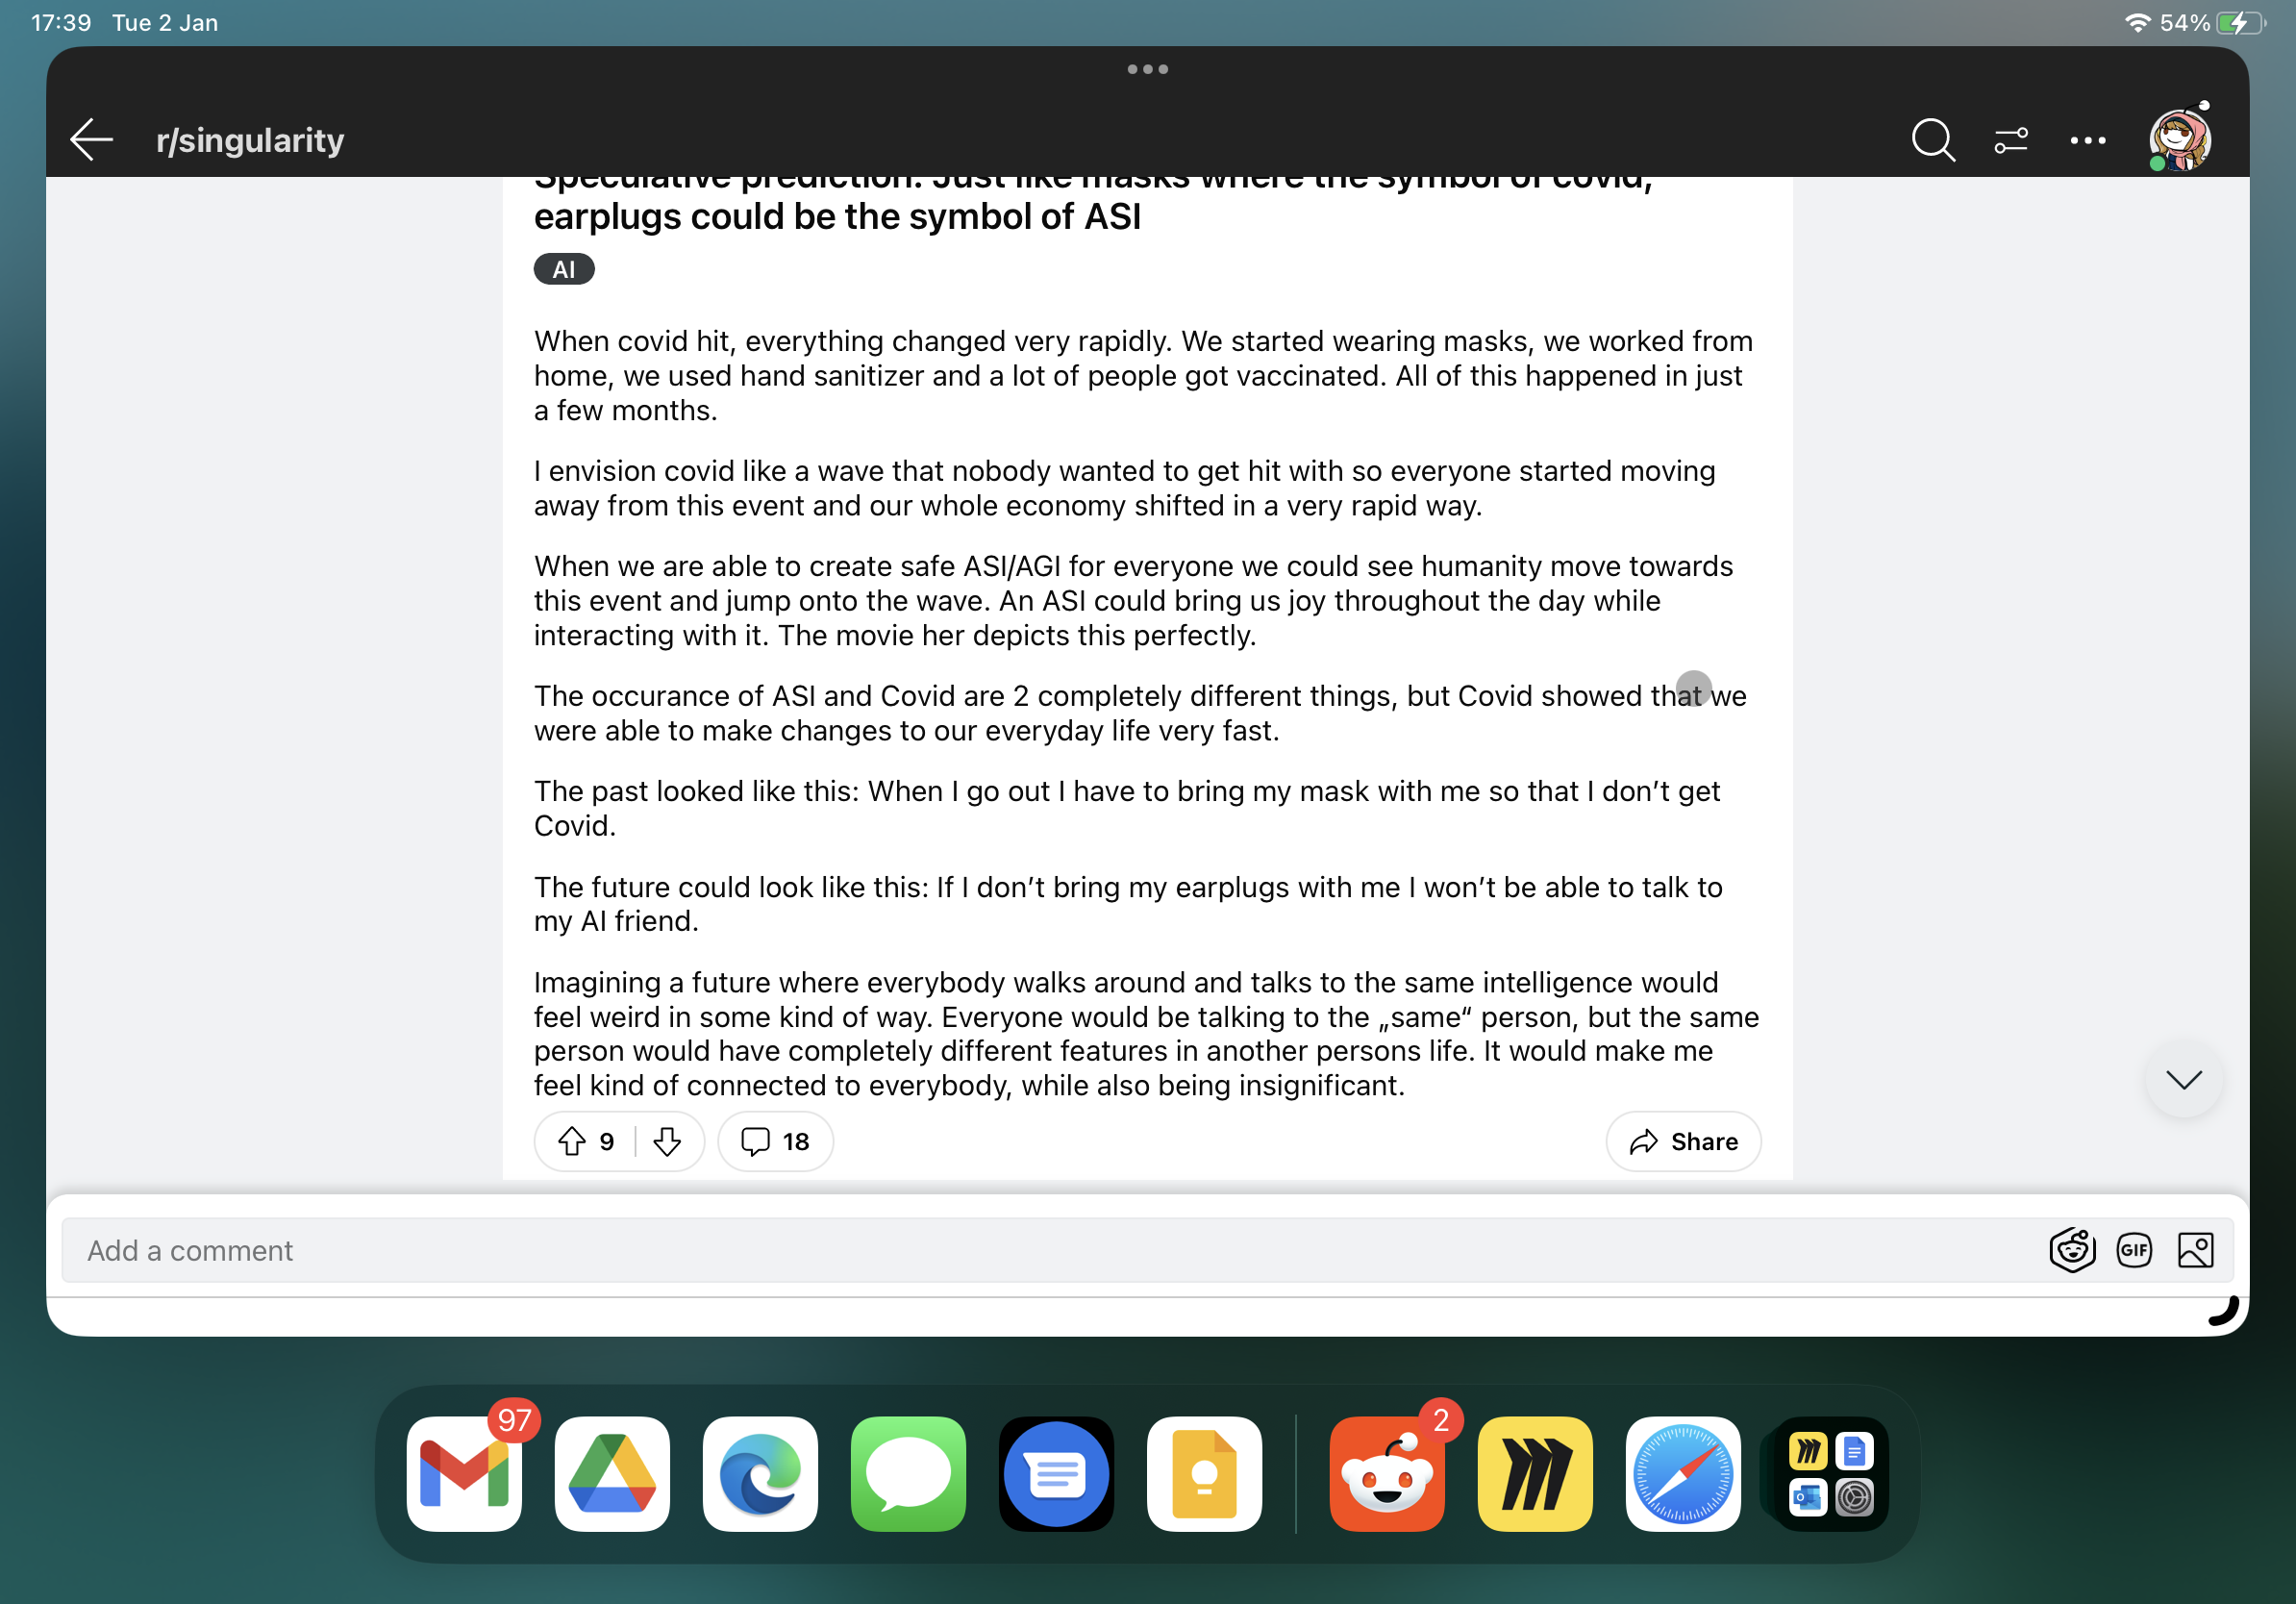 17:39 Tue 2 Jan
54%
r/singularity
Speculative prediction: Just like masks where the symbol of covid,
earplugs could be the symbol of ASI
AI
When covid hit, everything changed very rapidly. We started wearing masks, we worked from
home, we used hand sanitizer and a lot of people got vaccinated. All of this happened in just
a few months.
I envision covid like a wave that nobody wanted to get hit with so everyone started moving
away from this event and our whole economy shifted in a very rapid way.
When we are able to create safe ASI/AGI for everyone we could see humanity move towards
this event and jump onto the wave. An ASI could bring us joy throughout the day while
interacting with it. The movie her depicts this perfectly.
The occurance of ASI and Covid are 2 completely different things, but Covid showed that we
were able to make changes to our everyday life very fast.
The past looked like this: When I go out I have to bring my mask with me so that I don’t get
Covid.
The future could look like this: If I don’t bring my earplugs with me I won’t be able to talk to
my AI friend.
Imagining a future where everybody walks around and talks to the same intelligence would
feel weird in some kind of way. Everyone would be talking to the „same“ person, but the same
person would have completely different features in another persons life. It would make me
feel kind of connected to everybody, while also being insignificant.
9
18
Share
Add a comment
GIF
97
2